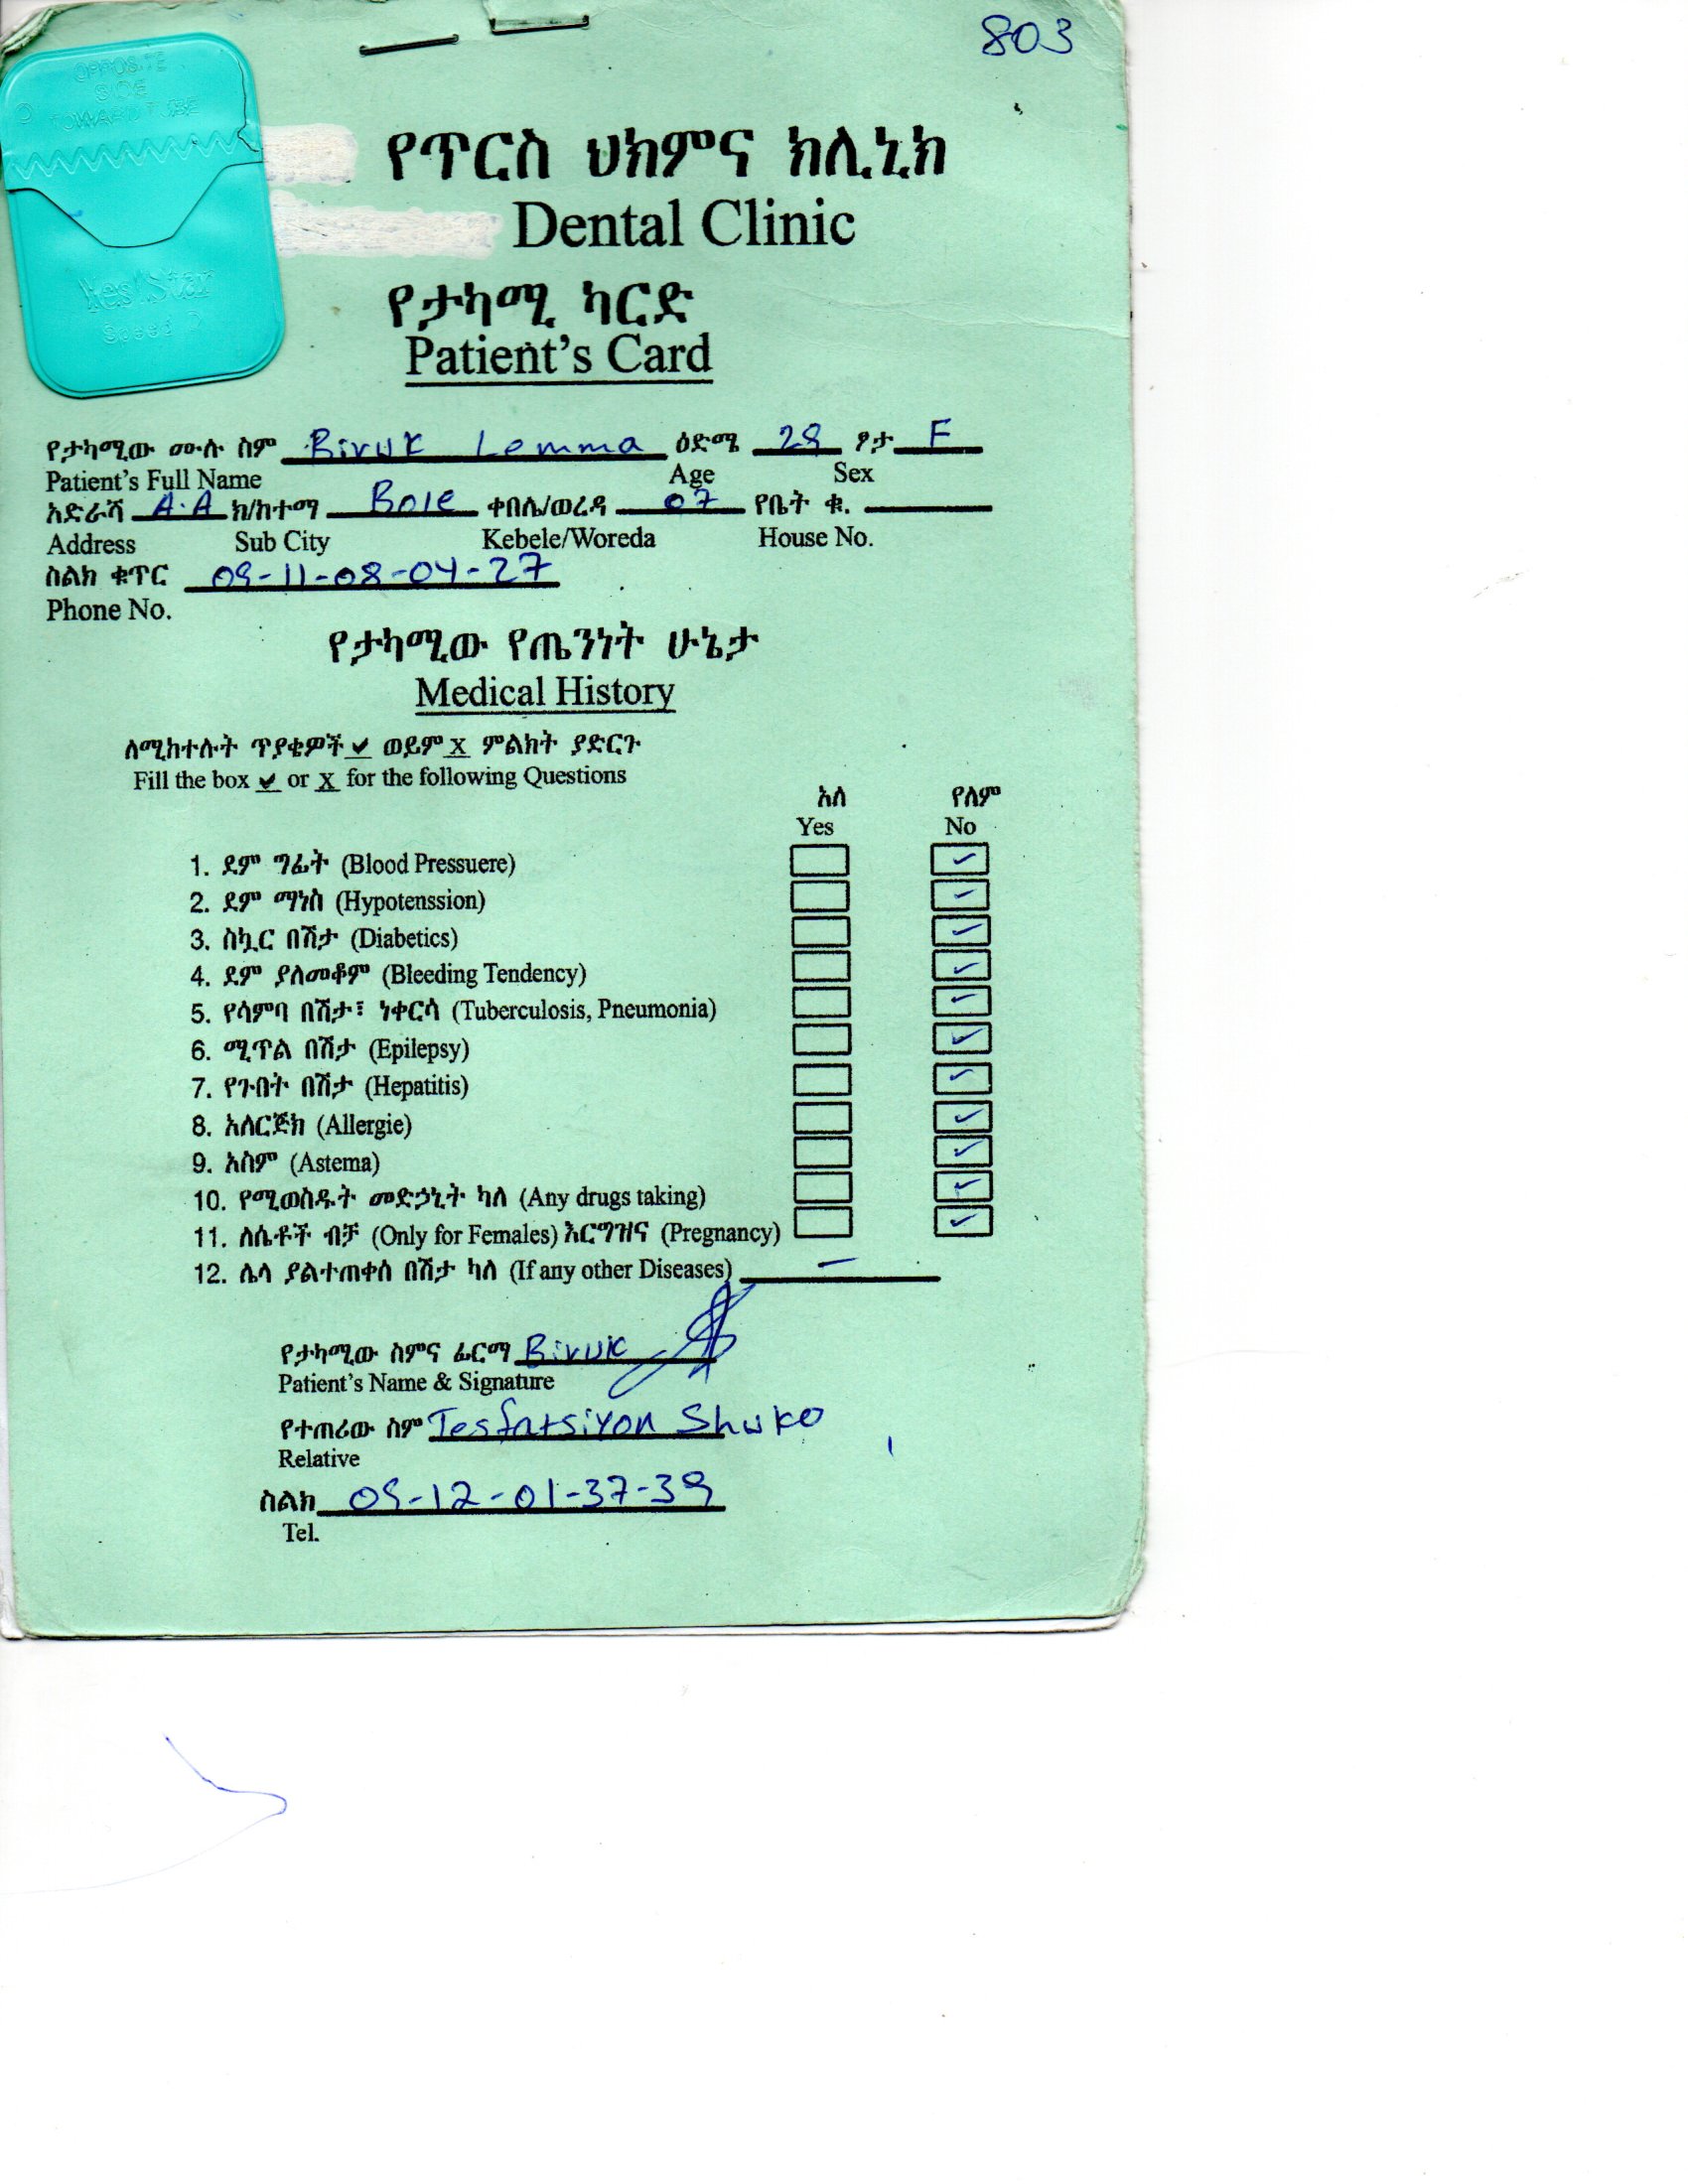 803
OPPOSITE
SIDE
TOWARD TUBE
Speed D
የጥርስ ህክምና ክሊኒክ
Dental Clinic
የታካሚ ካርድ
Patient's Card
የታካሚው ሙሉ ስም Biruk Lemma ዕድሜ 29 ፆታ F
Patient's Full Name Age Sex
አድራሻ A.A ክ/ከተማ Bole ቀበሌ/ወረዳ 07 የቤት ቁ.
Address Sub City Kebele/Woreda House No.
ስልክ ቁጥር 09-11-08-04-27
Phone No.
የታካሚው የጤንነት ሁኔታ
Medical History
ለሚከተሉት ጥያቄዎች ✓ ወይም X ምልክት ያድርጉ
Fill the box ✓ or X for the following Questions
አለ የለም
Yes No
1. ደም ግፊት (Blood Pressuere) ✓
2. ደም ማነስ (Hypotenssion) ✓
3. ስኳር በሽታ (Diabetics) ✓
4. ደም ያለመቆም (Bleeding Tendency) ✓
5. የሳምባ በሽታ፣ ነቀርሳ (Tuberculosis, Pneumonia) ✓
6. ሚጥል በሽታ (Epilepsy) ✓
7. የጉበት በሽታ (Hepatitis) ✓
8. አለርጅክ (Allergie) ✓
9. አስም (Astema) ✓
10. የሚወስዱት መድኃኒት ካለ (Any drugs taking) ✓
11. ለሴቶች ብቻ (Only for Females) እርግዝና (Pregnancy) ✓
12. ሌላ ያልተጠቀሰ በሽታ ካለ (If any other Diseases) –
የታካሚው ስምና ፊርማ Biruk
Patient's Name & Signature
የተጠሪው ስም Tesfatsiyon Shuko
Relative
ስልክ 09-12-01-37-39
Tel.